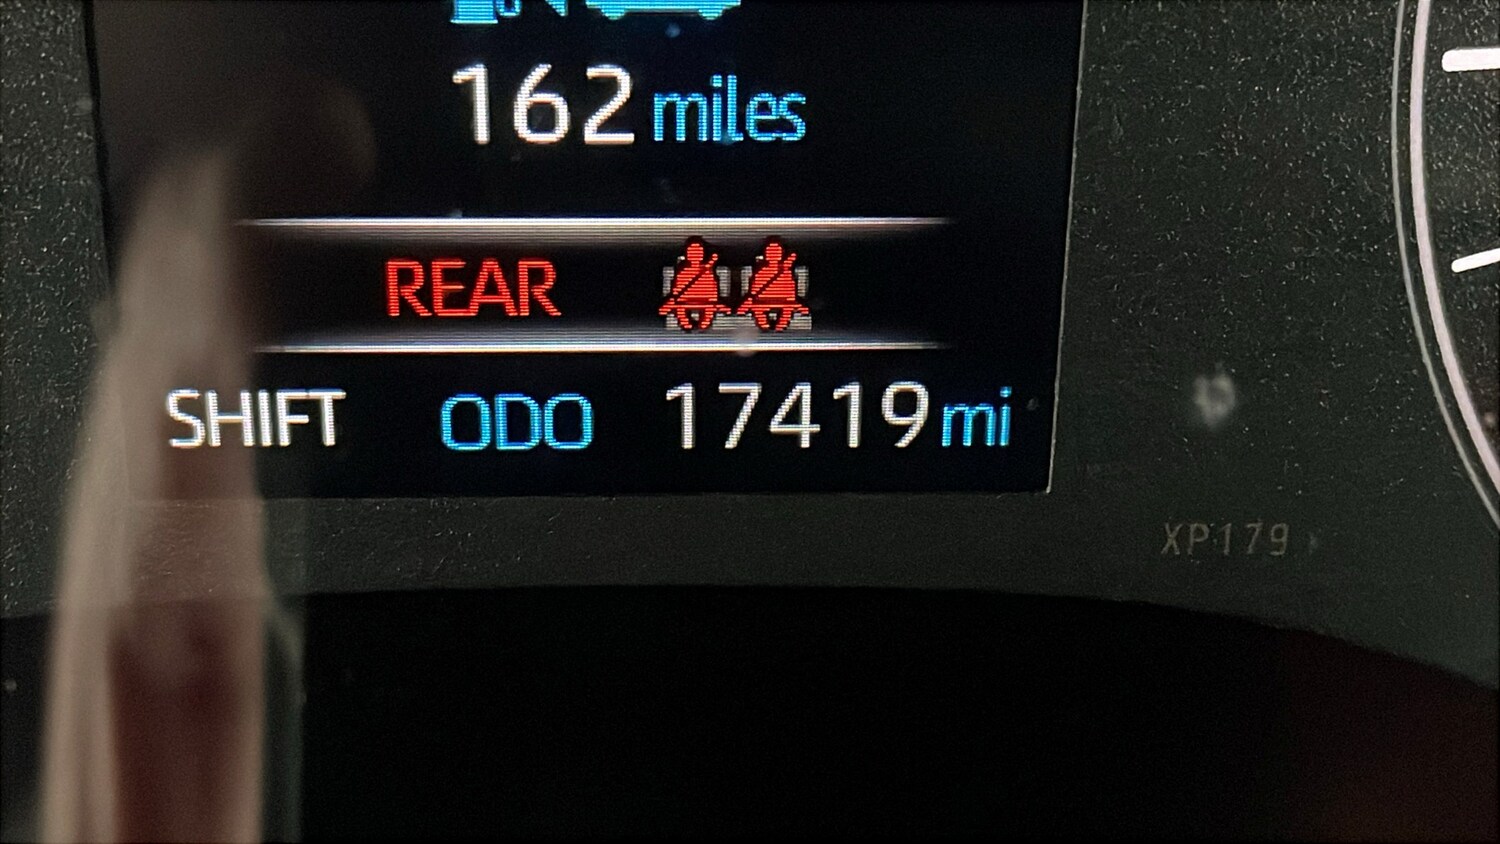 162 miles
REAR
SHIFT ODO 17419 mi
XP179